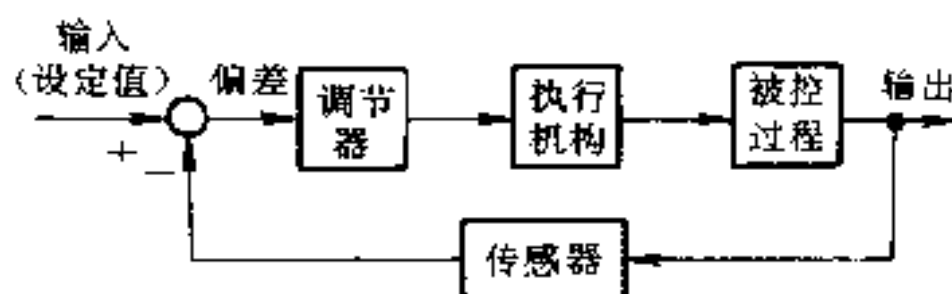 输入
（设定值）
偏差
调节
器
执行
机构
被控
过程
输出
+
−
传感器